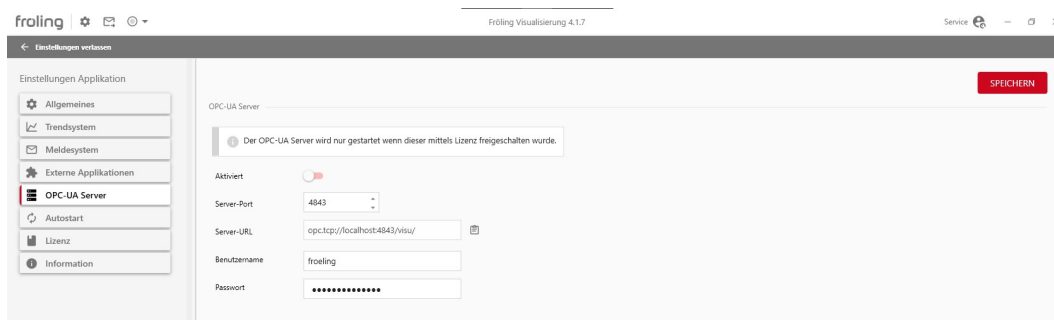 froling
Fröling Visualisierung 4.1.7
Service
Einstellungen verlassen
Einstellungen Applikation
Allgemeines
Trendsystem
Meldesystem
Externe Applikationen
OPC-UA Server
Autostart
Lizenz
Information
SPEICHERN
OPC-UA Server
Der OPC-UA Server wird nur gestartet wenn dieser mittels Lizenz freigeschalten wurde.
Aktiviert
Server-Port 4843
Server-URL opc.tcp://localhost:4843/visu/
Benutzername froeling
Passwort ••••••••••••••